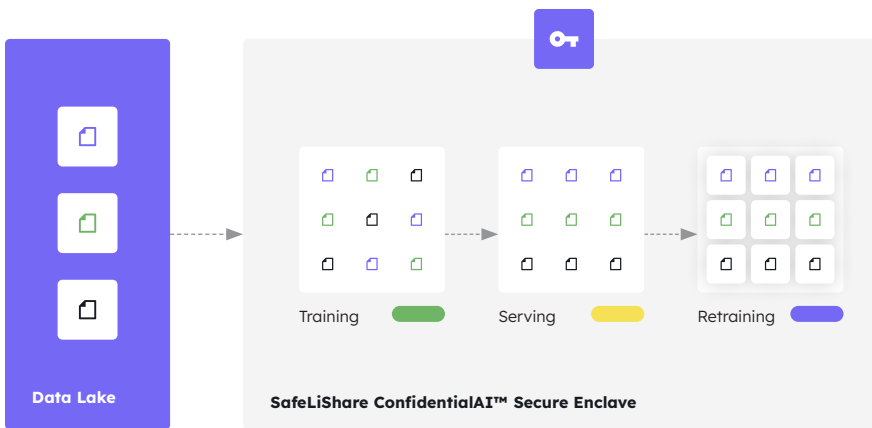 Training
Serving
Retraining
Data Lake
SafeLiShare ConfidentialAI™ Secure Enclave